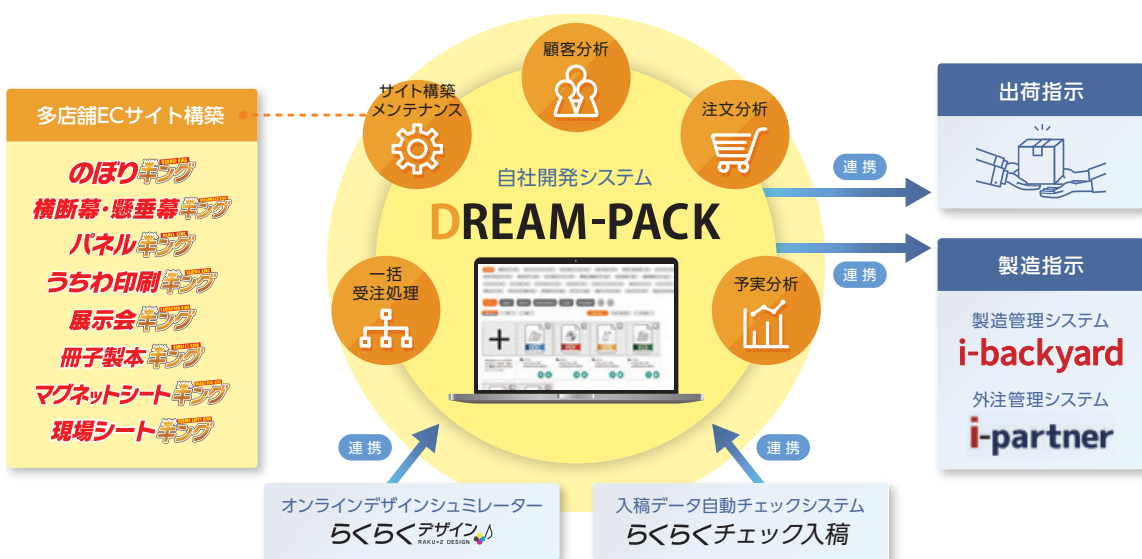 多店舗ECサイト構築
のぼりキング
横断幕・懸垂幕キング
パネルキング
うちわ印刷キング
展示会キング
冊子製本キング
マグネットシートキング
現場シートキング
サイト構築
メンテナンス
顧客分析
注文分析
一括
受注処理
予実分析
自社開発システム
DREAM-PACK
連携
連携
出荷指示
製造指示
製造管理システム
i-backyard
外注管理システム
i-partner
連携
連携
オンラインデザインシュミレーター
らくらくデザイン
RAKU×2 DESIGN
入稿データ自動チェックシステム
らくらくチェック入稿